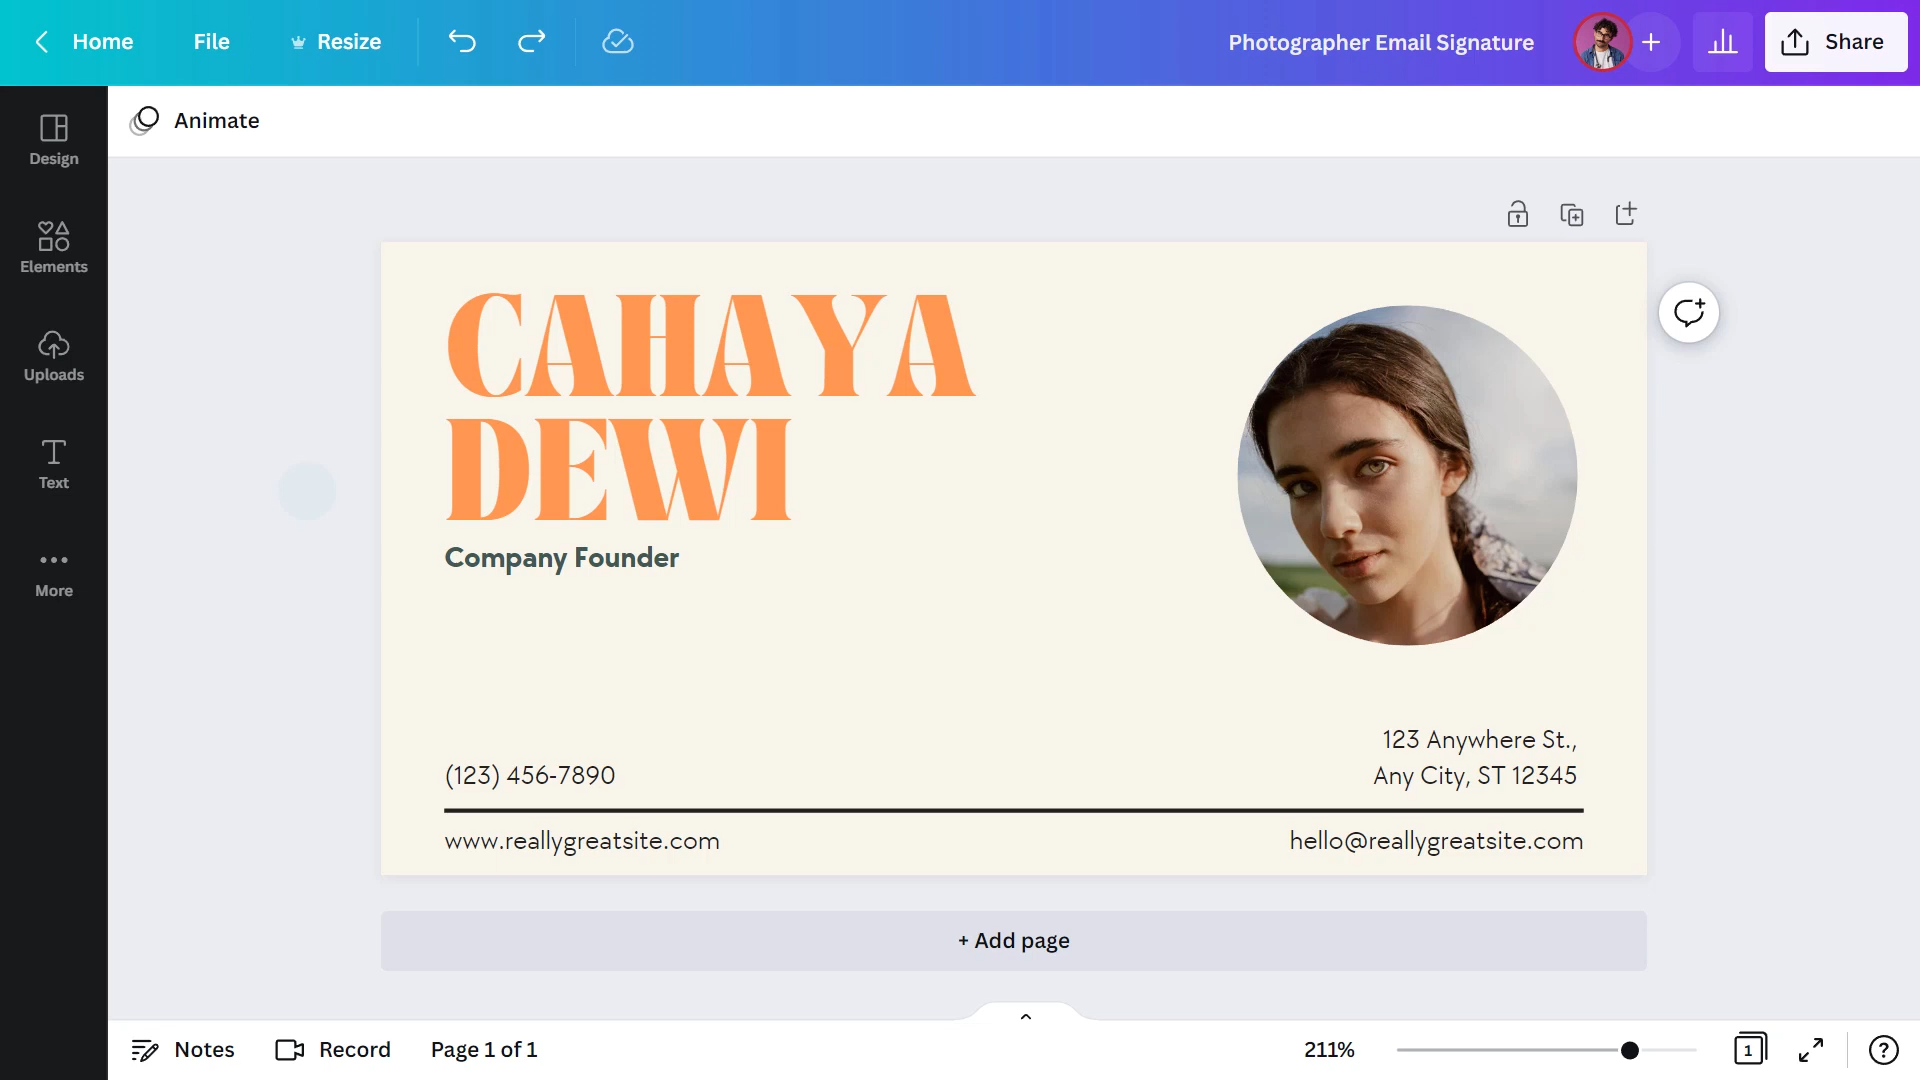 Home
File
Resize
Photographer Email Signature
Share
Animate
Design
Elements
Uploads
Text
More
CAHAYA
DEWI
Company Founder
(123) 456-7890
123 Anywhere St.,
Any City, ST 12345
www.reallygreatsite.com
hello@reallygreatsite.com
+ Add page
Notes
Record
Page 1 of 1
211%
1
?